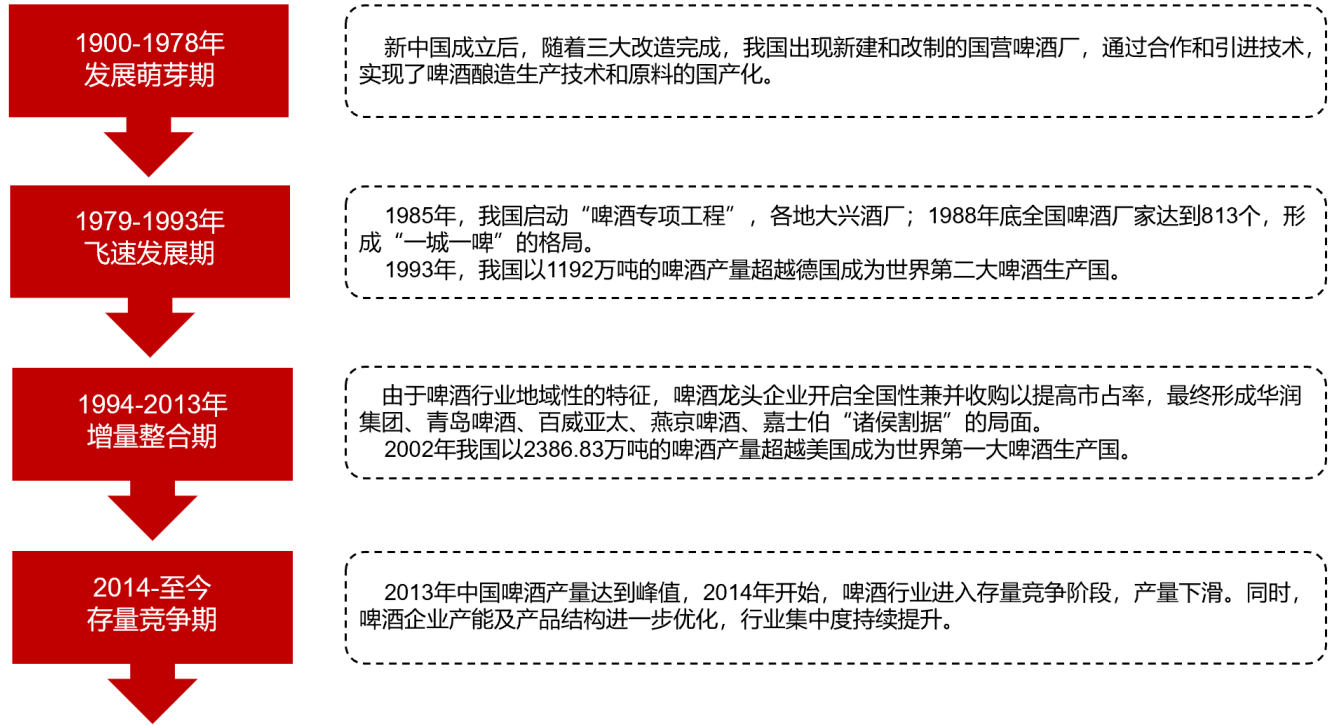 1900-1978年
发展萌芽期
新中国成立后，随着三大改造完成，我国出现新建和改制的国营啤酒厂，通过合作和引进技术，
实现了啤酒酿造生产技术和原料的国产化。
1979-1993年
飞速发展期
1985年，我国启动“啤酒专项工程”，各地大兴酒厂；1988年底全国啤酒厂家达到813个，形
成“一城一啤”的格局。
1993年，我国以1192万吨的啤酒产量超越德国成为世界第二大啤酒生产国。
1994-2013年
增量整合期
由于啤酒行业地域性的特征，啤酒龙头企业开启全国性兼并收购以提高市占率，最终形成华润
集团、青岛啤酒、百威亚太、燕京啤酒、嘉士伯“诸侯割据”的局面。
2002年我国以2386.83万吨的啤酒产量超越美国成为世界第一大啤酒生产国。
2014-至今
存量竞争期
2013年中国啤酒产量达到峰值，2014年开始，啤酒行业进入存量竞争阶段，产量下滑。同时，
啤酒企业产能及产品结构进一步优化，行业集中度持续提升。